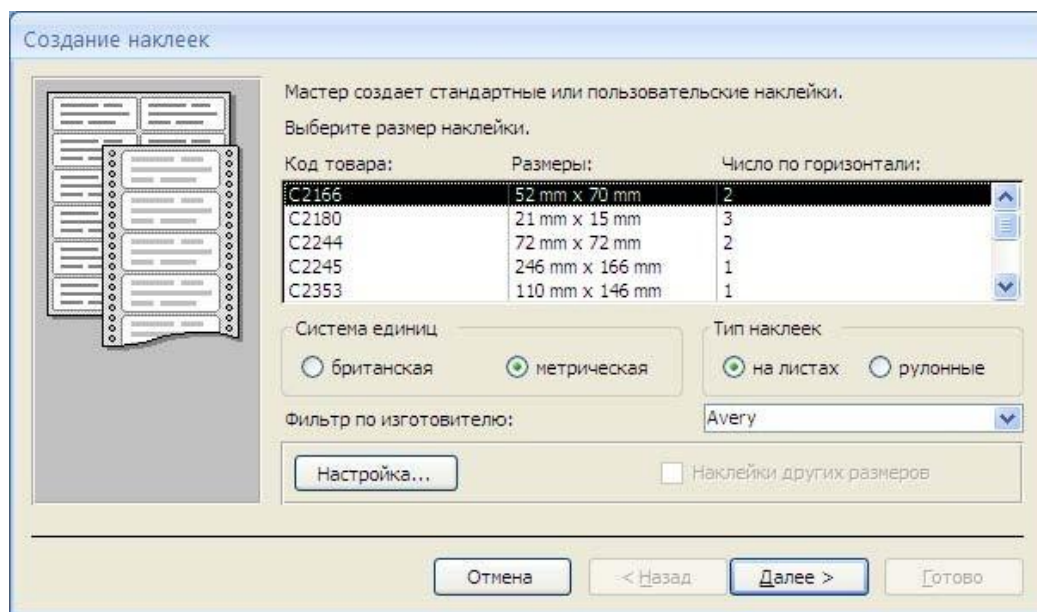 Создание наклеек
Мастер создает стандартные или пользовательские наклейки.
Выберите размер наклейки.
Код товара: Размеры: Число по горизонтали:
C2166 52 mm x 70 mm 2
C2180 21 mm x 15 mm 3
C2244 72 mm x 72 mm 2
C2245 246 mm x 166 mm 1
C2353 110 mm x 146 mm 1
Система единиц Тип наклеек
британская метрическая на листах рулонные
Фильтр по изготовителю: Avery
Настройка... Наклейки других размеров
Отмена < Назад Далее > Готово